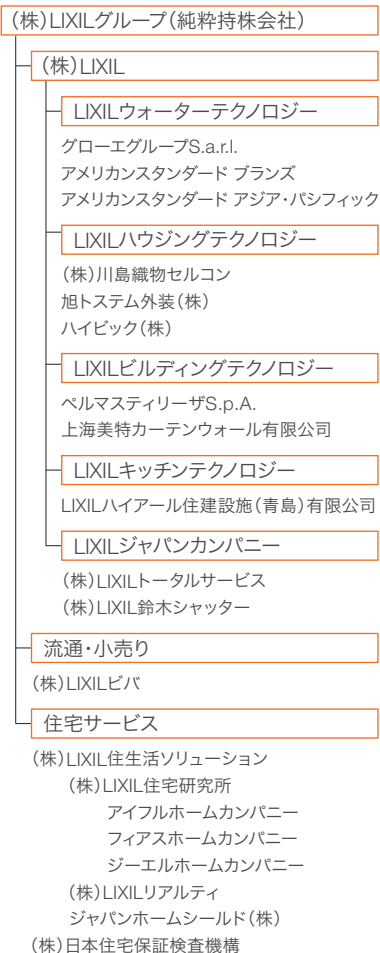 (株)LIXILグループ(純粋持株会社)
(株)LIXIL
LIXILウォーターテクノロジー
グローエグループS.a.r.l.
アメリカンスタンダード ブランズ
アメリカンスタンダード アジア・パシフィック
LIXILハウジングテクノロジー
(株)川島織物セルコン
旭トステム外装(株)
ハイビック(株)
LIXILビルディングテクノロジー
ペルマスティリーザS.p.A.
上海美特カーテンウォール有限公司
LIXILキッチンテクノロジー
LIXILハイアール住建設施(青島)有限公司
LIXILジャパンカンパニー
(株)LIXILトータルサービス
(株)LIXIL鈴木シャッター
流通・小売り
(株)LIXILビバ
住宅サービス
(株)LIXIL住生活ソリューション
(株)LIXIL住宅研究所
アイフルホームカンパニー
フィアスホームカンパニー
ジーエルホームカンパニー
(株)LIXILリアルティ
ジャパンホームシールド(株)
(株)日本住宅保証検査機構